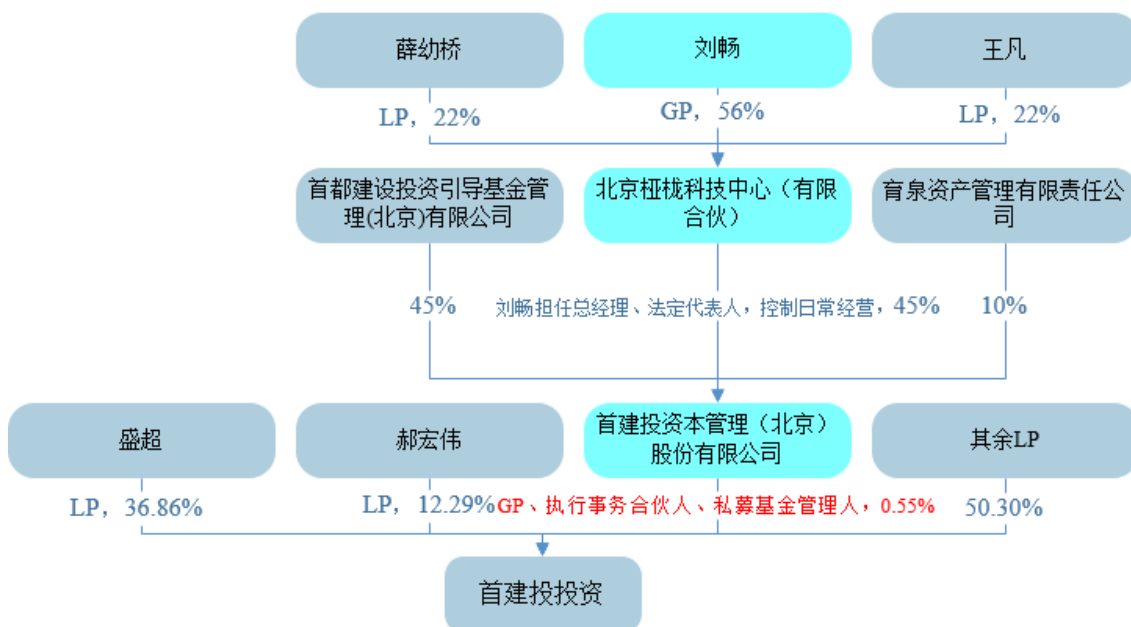 薛幼桥
刘畅
王凡
LP，22%
GP，56%
LP，22%
首都建设投资引导基金管
理(北京)有限公司
北京桠栊科技中心（有限
合伙）
育泉资产管理有限责任公
司
45%
刘畅担任总经理、法定代表人，控制日常经营，45%
10%
盛超
郝宏伟
首建投资本管理（北京）
股份有限公司
其余LP
LP，36.86%
LP，12.29%
GP、执行事务合伙人、私募基金管理人，0.55%
50.30%
首建投投资